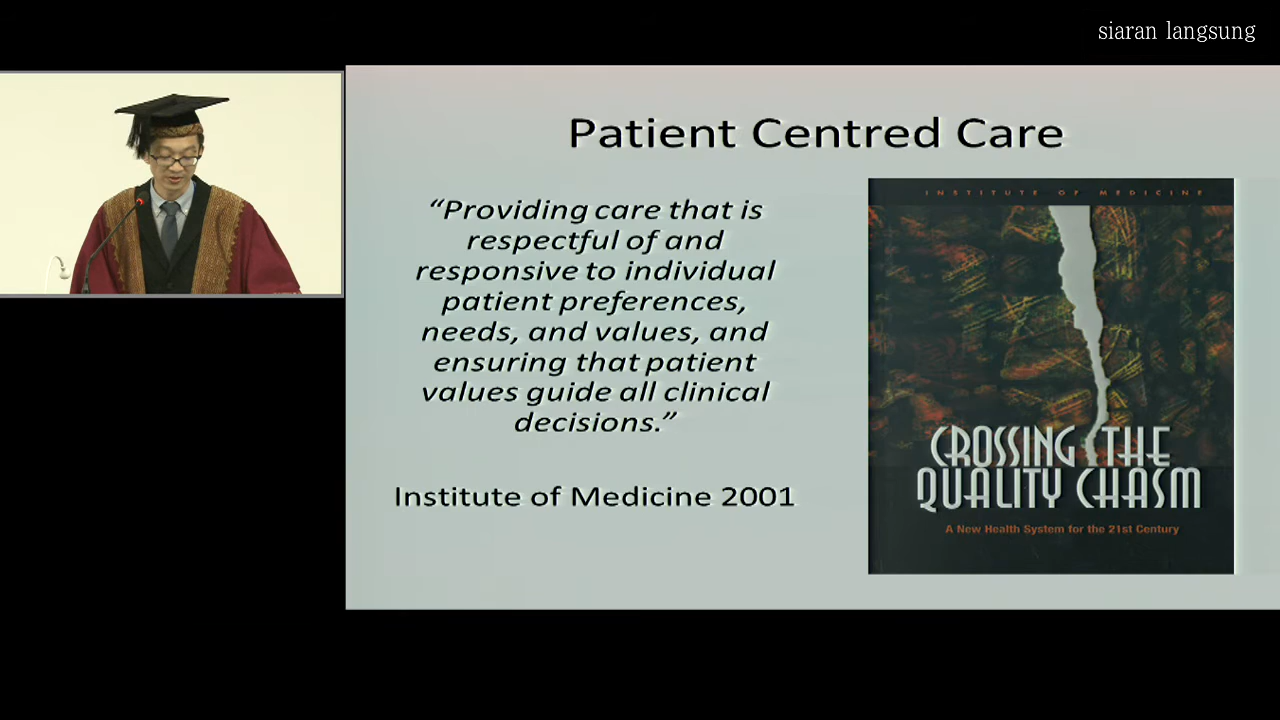 siaran langsung
Patient Centred Care
“Providing care that is
respectful of and
responsive to individual
patient preferences,
needs, and values, and
ensuring that patient
values guide all clinical
decisions.”
Institute of Medicine 2001
INSTITUTE OF MEDICINE
CROSSING THE
QUALITY CHASM
A New Health System for the 21st Century